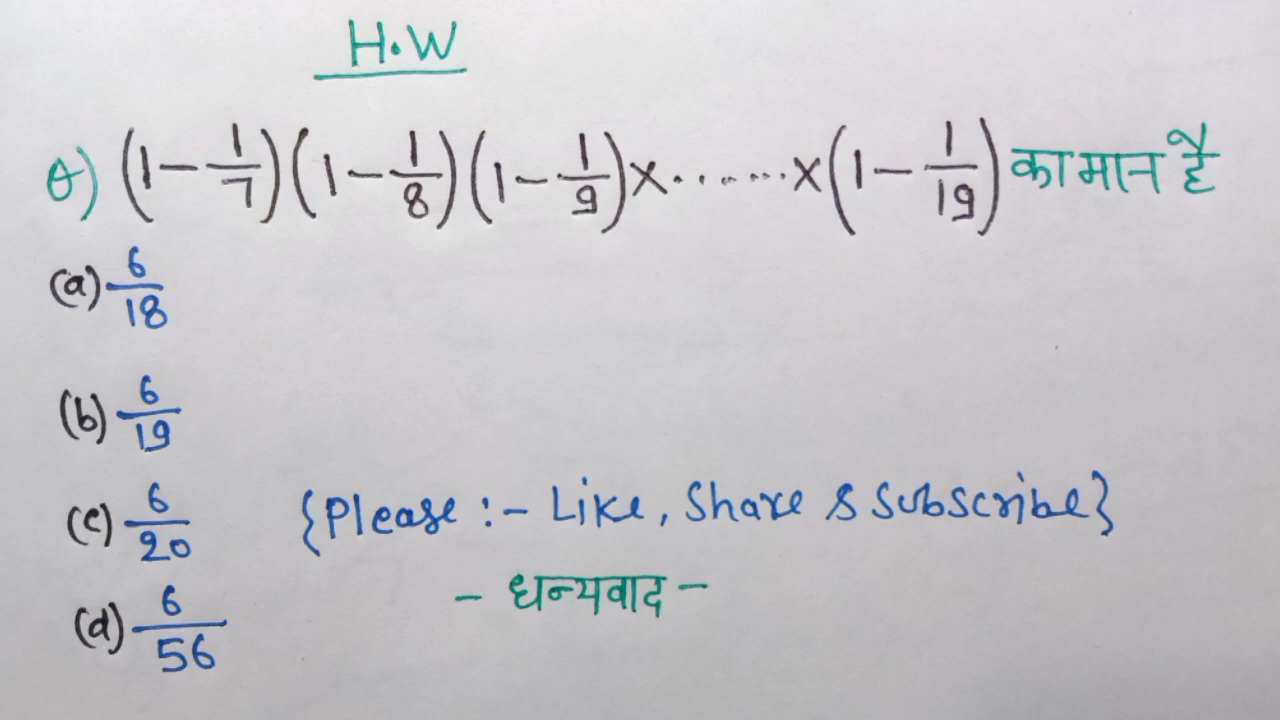 H.W
Q) (1 - 1/7)(1 - 1/8)(1 - 1/9)×.......×(1 - 1/19) का मान है
(a) 6/18
(b) 6/19
(c) 6/20
{Please :- Like, Share & Subscribe}
- धन्यवाद -
(d) 6/56